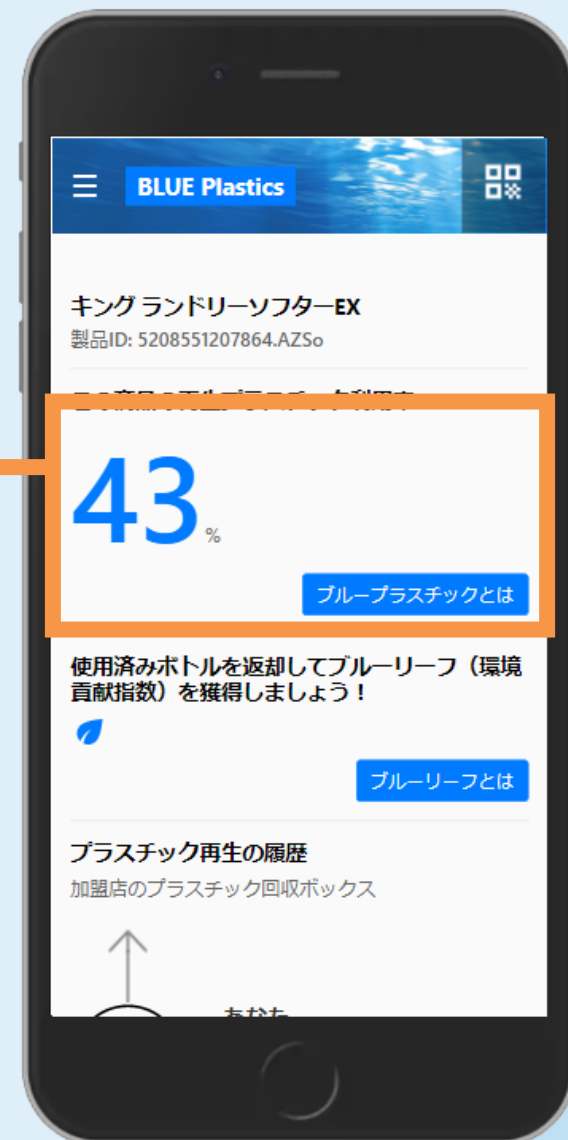 BLUE Plastics
キング ランドリーソフターEX
製品ID: 5208551207864.AZSo
43%
ブループラスチックとは
使用済みボトルを返却してブルーリーフ（環境
貢献指数）を獲得しましょう！
ブルーリーフとは
プラスチック再生の履歴
加盟店のプラスチック回収ボックス